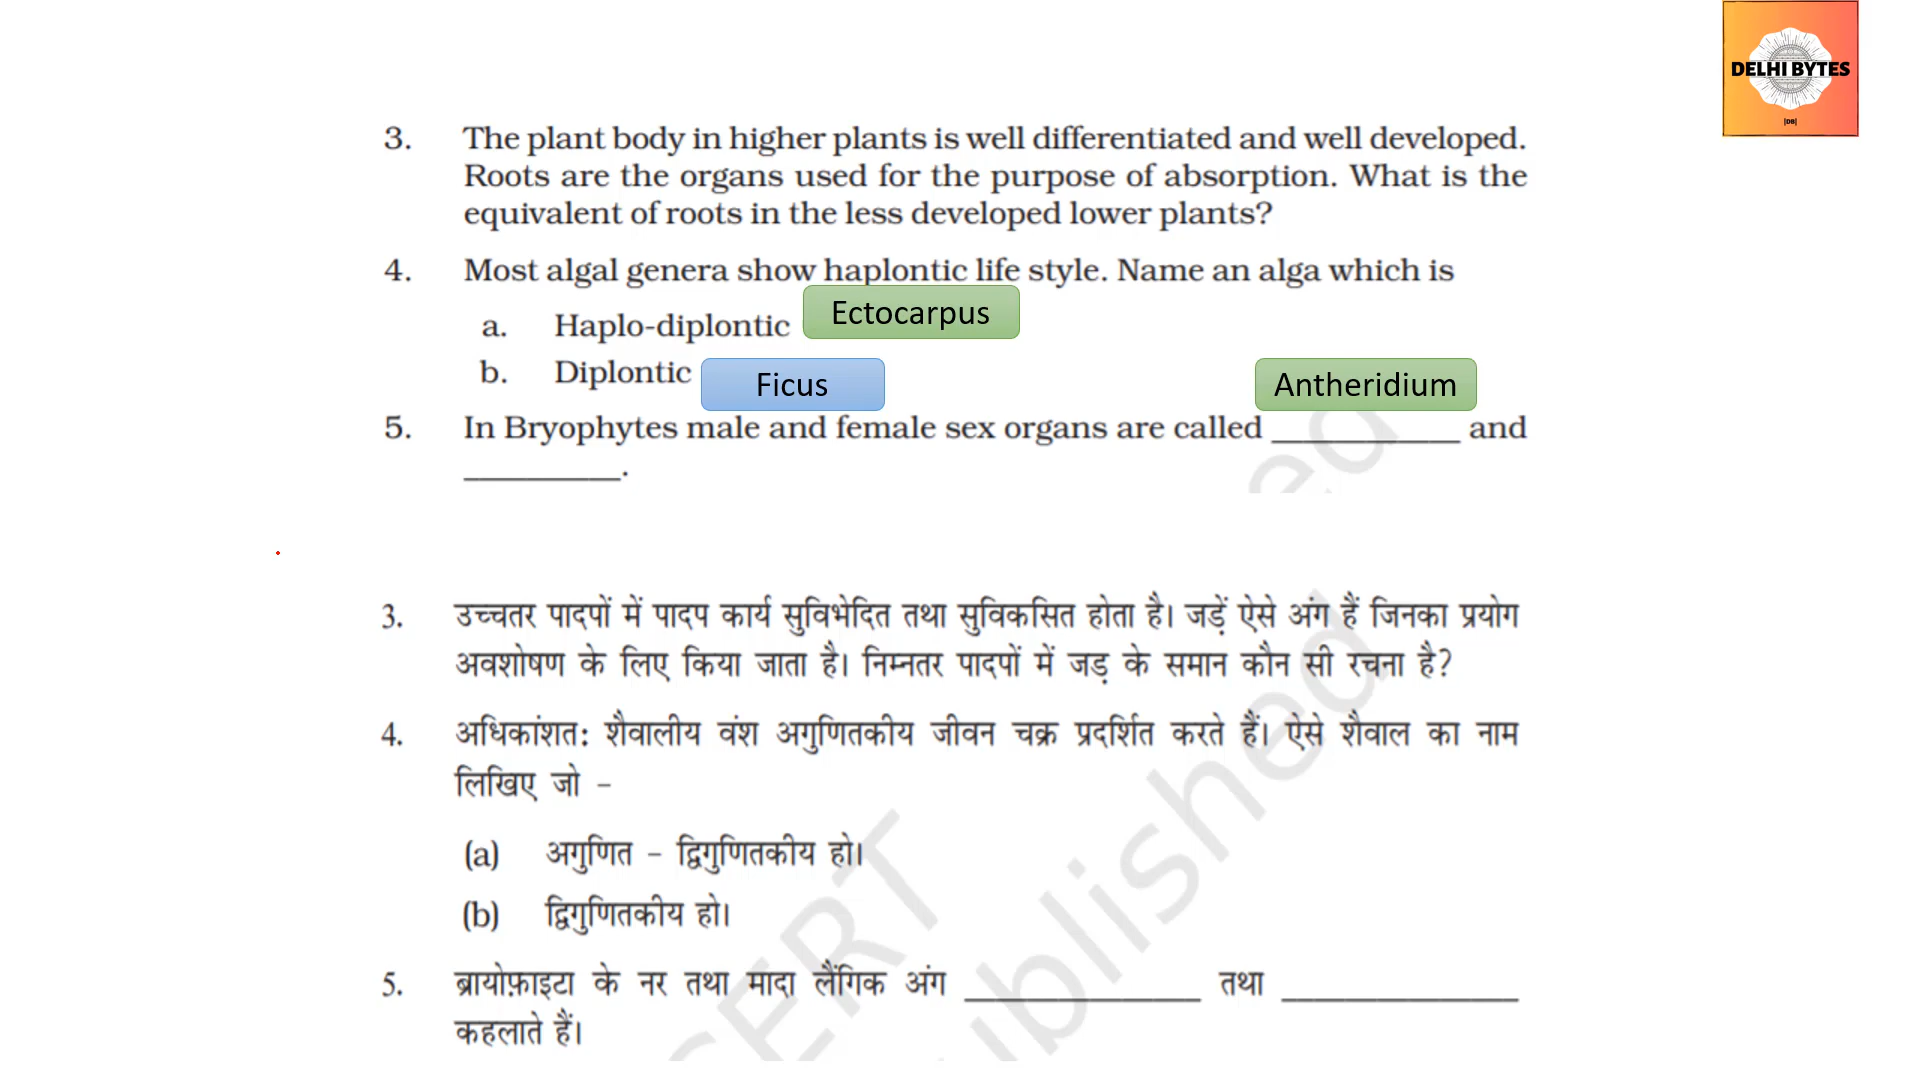 DELHI BYTES
|DB|
3. The plant body in higher plants is well differentiated and well developed.
Roots are the organs used for the purpose of absorption. What is the
equivalent of roots in the less developed lower plants?
4. Most algal genera show haplontic life style. Name an alga which is
a. Haplo-diplontic Ectocarpus
b. Diplontic Ficus
Antheridium
5. In Bryophytes male and female sex organs are called ____________ and
__________.
3. उच्चतर पादपों में पादप कार्य सुविभेदित तथा सुविकसित होता है। जड़ें ऐसे अंग हैं जिनका प्रयोग
अवशोषण के लिए किया जाता है। निम्नतर पादपों में जड़ के समान कौन सी रचना है?
4. अधिकांशत: शैवालीय वंश अगुणितकीय जीवन चक्र प्रदर्शित करते हैं। ऐसे शैवाल का नाम
लिखिए जो –
(a) अगुणित – द्विगुणितकीय हो।
(b) द्विगुणितकीय हो।
5. ब्रायोफ़ाइटा के नर तथा मादा लैंगिक अंग _______________ तथा _______________
कहलाते हैं।